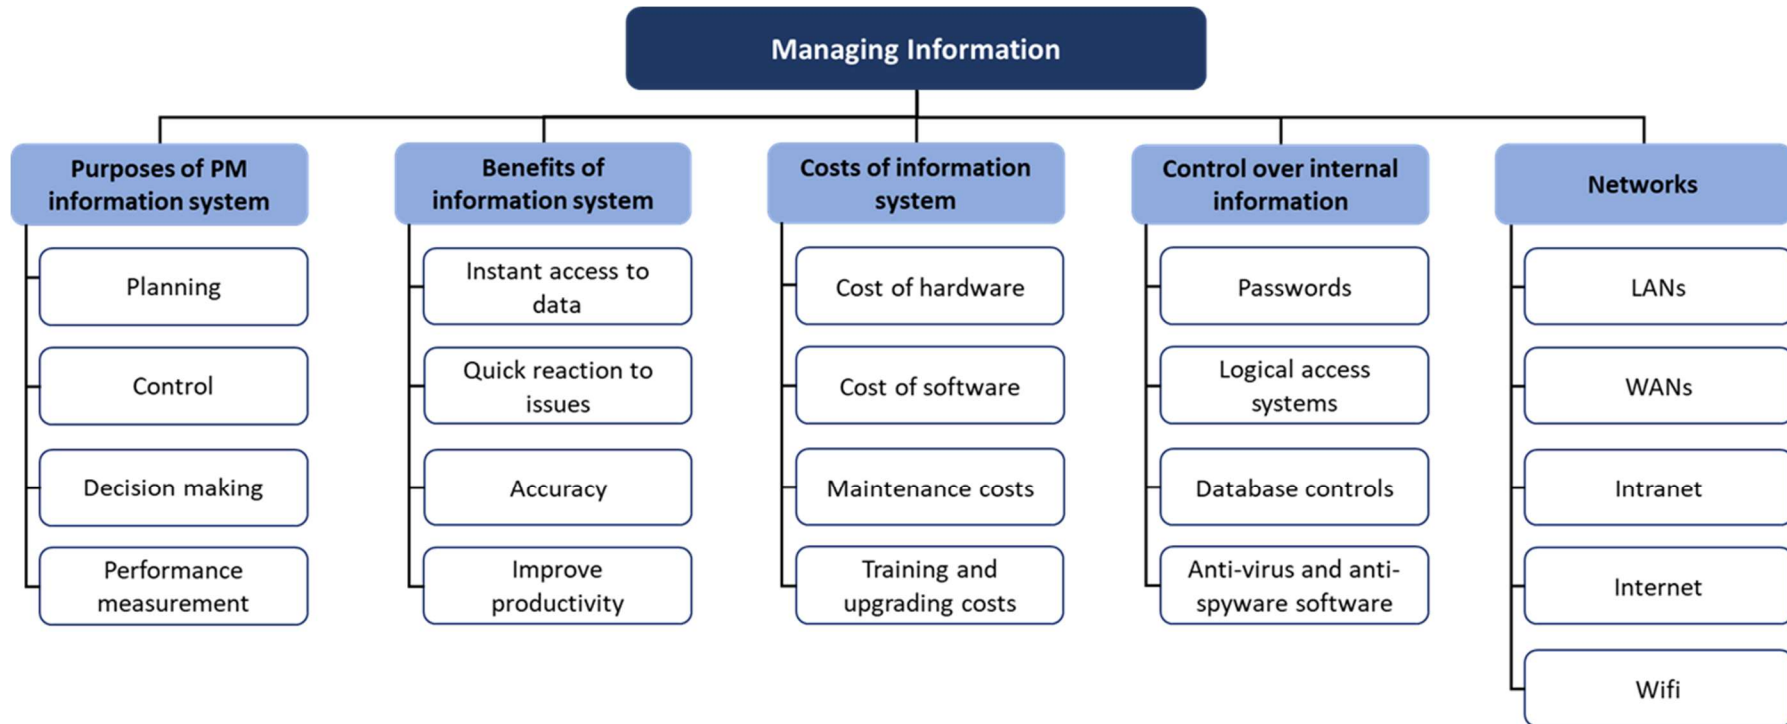 Managing Information
Purposes of PM
information system
Planning
Control
Decision making
Performance
measurement
Benefits of
information system
Instant access to
data
Quick reaction to
issues
Accuracy
Improve
productivity
Costs of information
system
Cost of hardware
Cost of software
Maintenance costs
Training and
upgrading costs
Control over internal
information
Passwords
Logical access
systems
Database controls
Anti-virus and anti-
spyware software
Networks
LANs
WANs
Intranet
Internet
Wifi